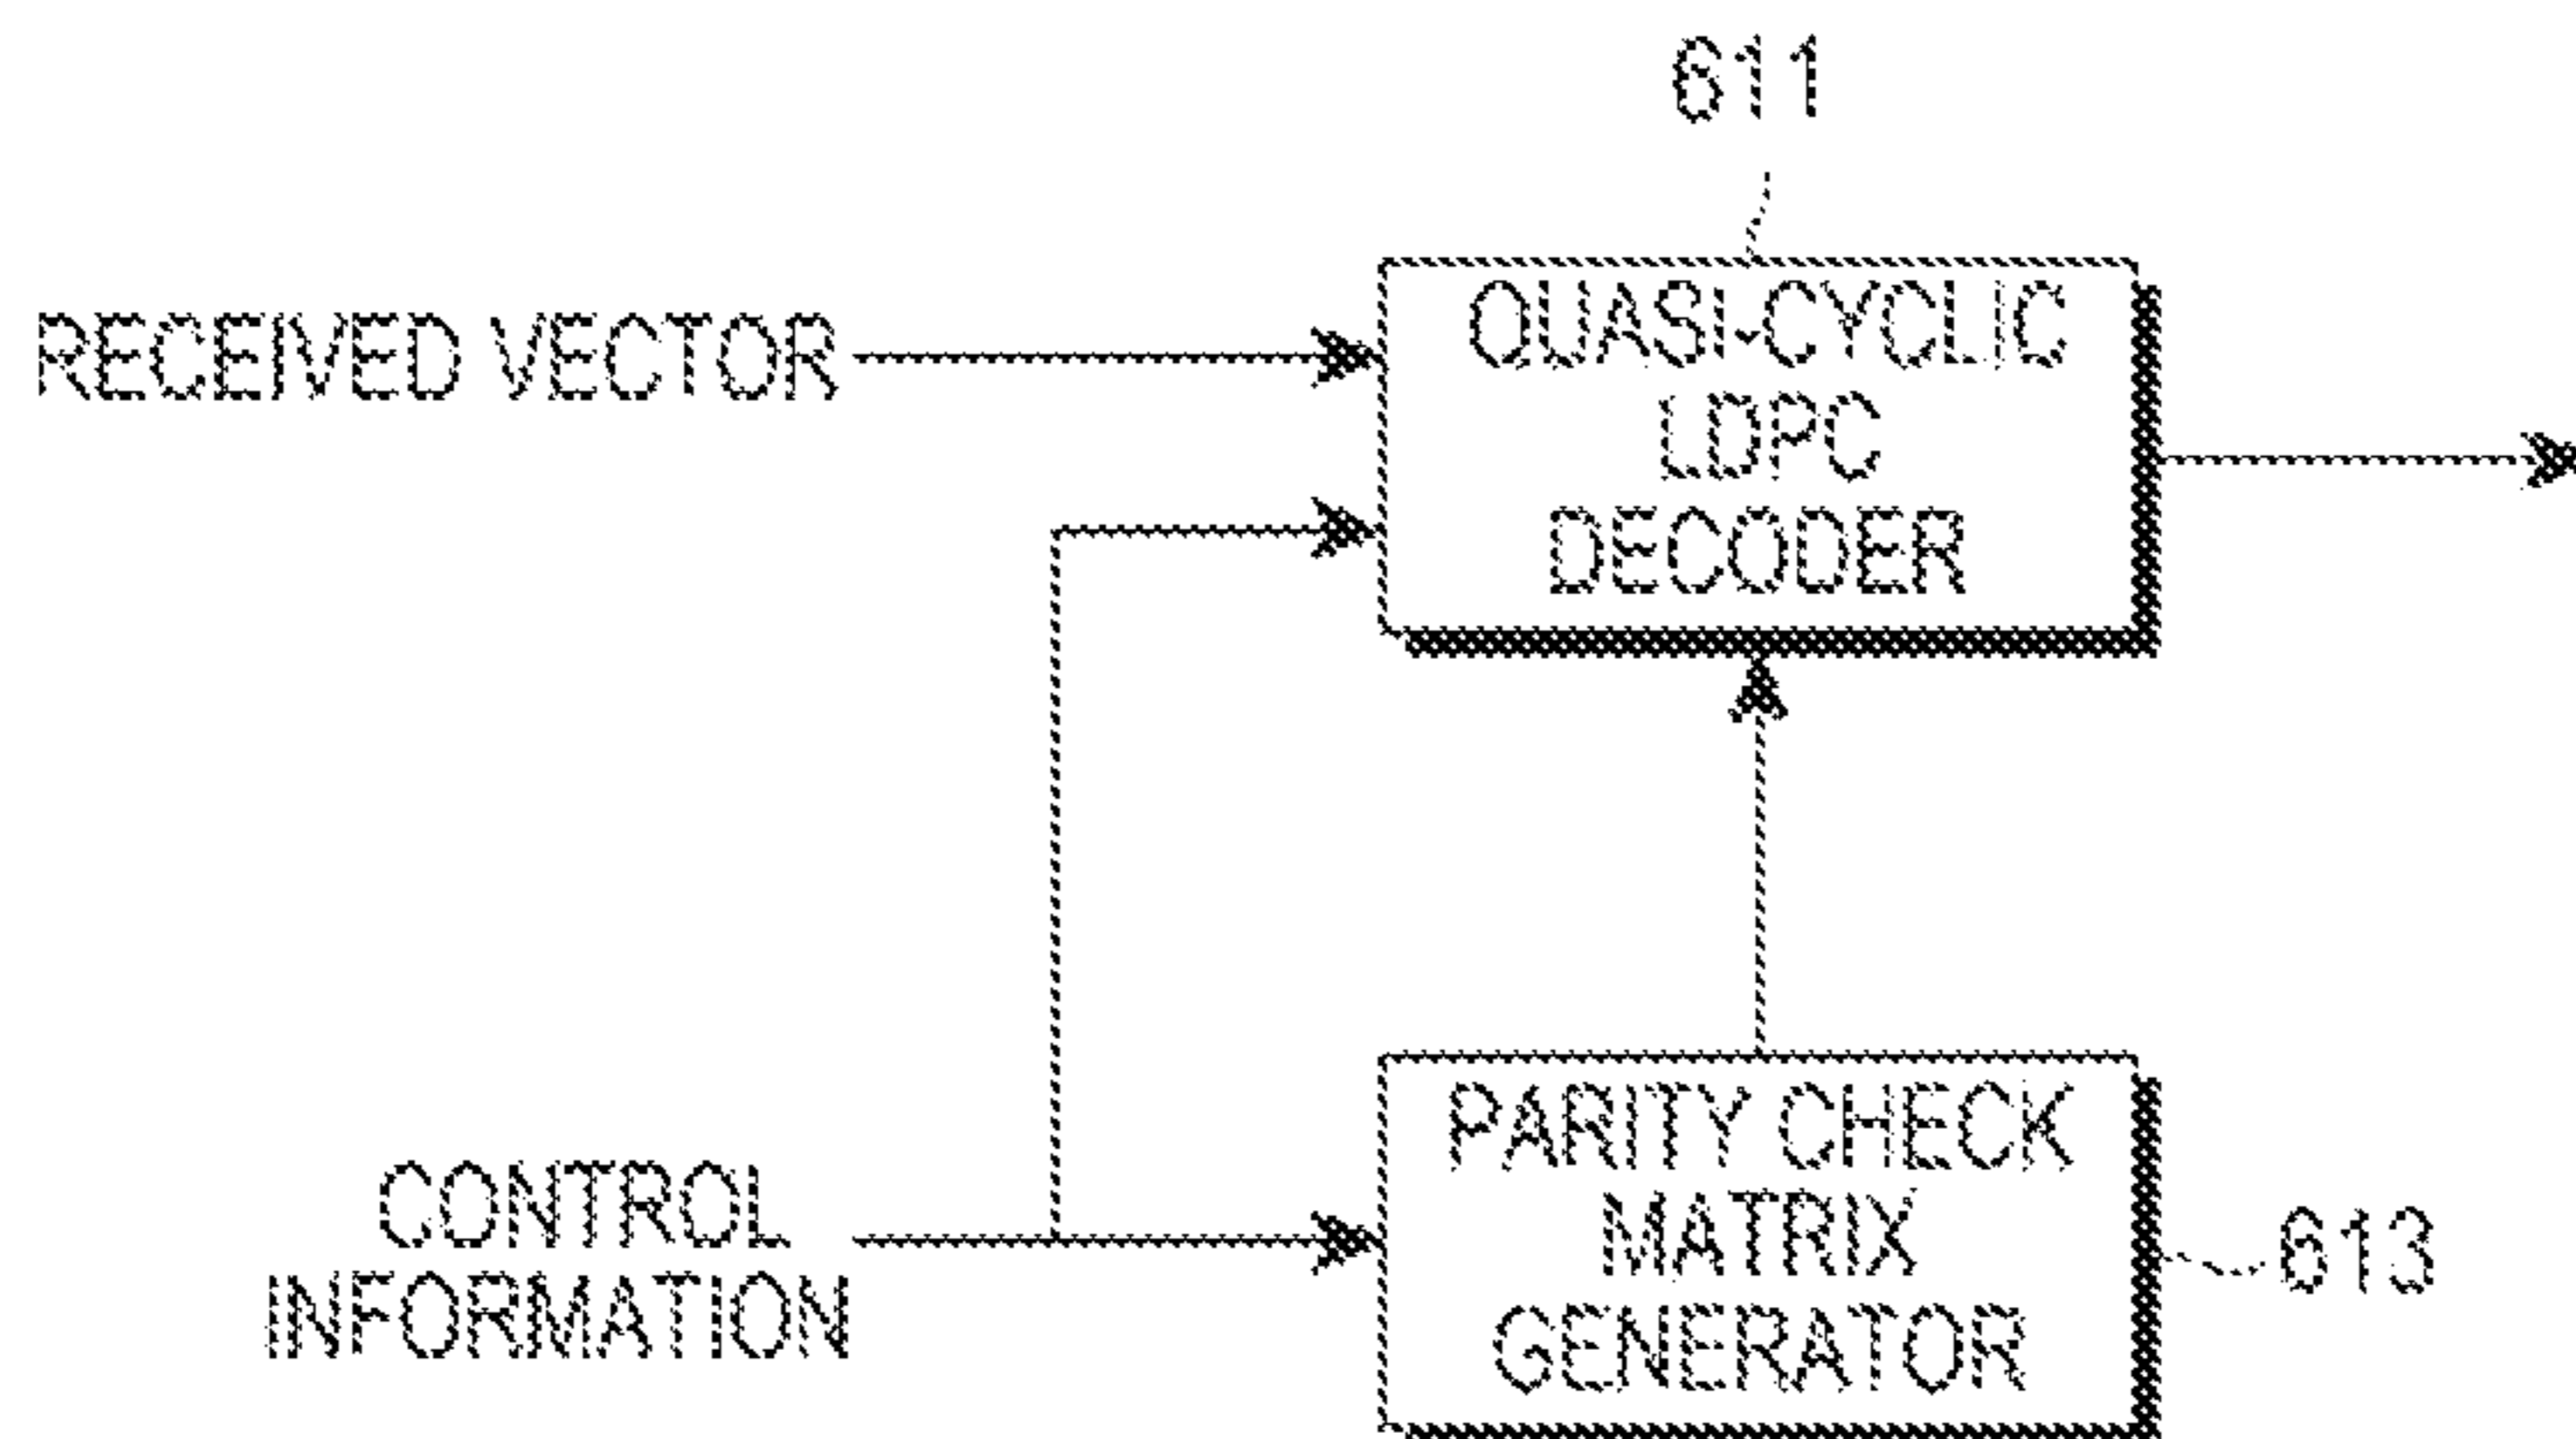 611
RECEIVED VECTOR
QUASI-CYCLIC
LDPC
DECODER
CONTROL
INFORMATION
PARITY CHECK
MATRIX
GENERATOR
613